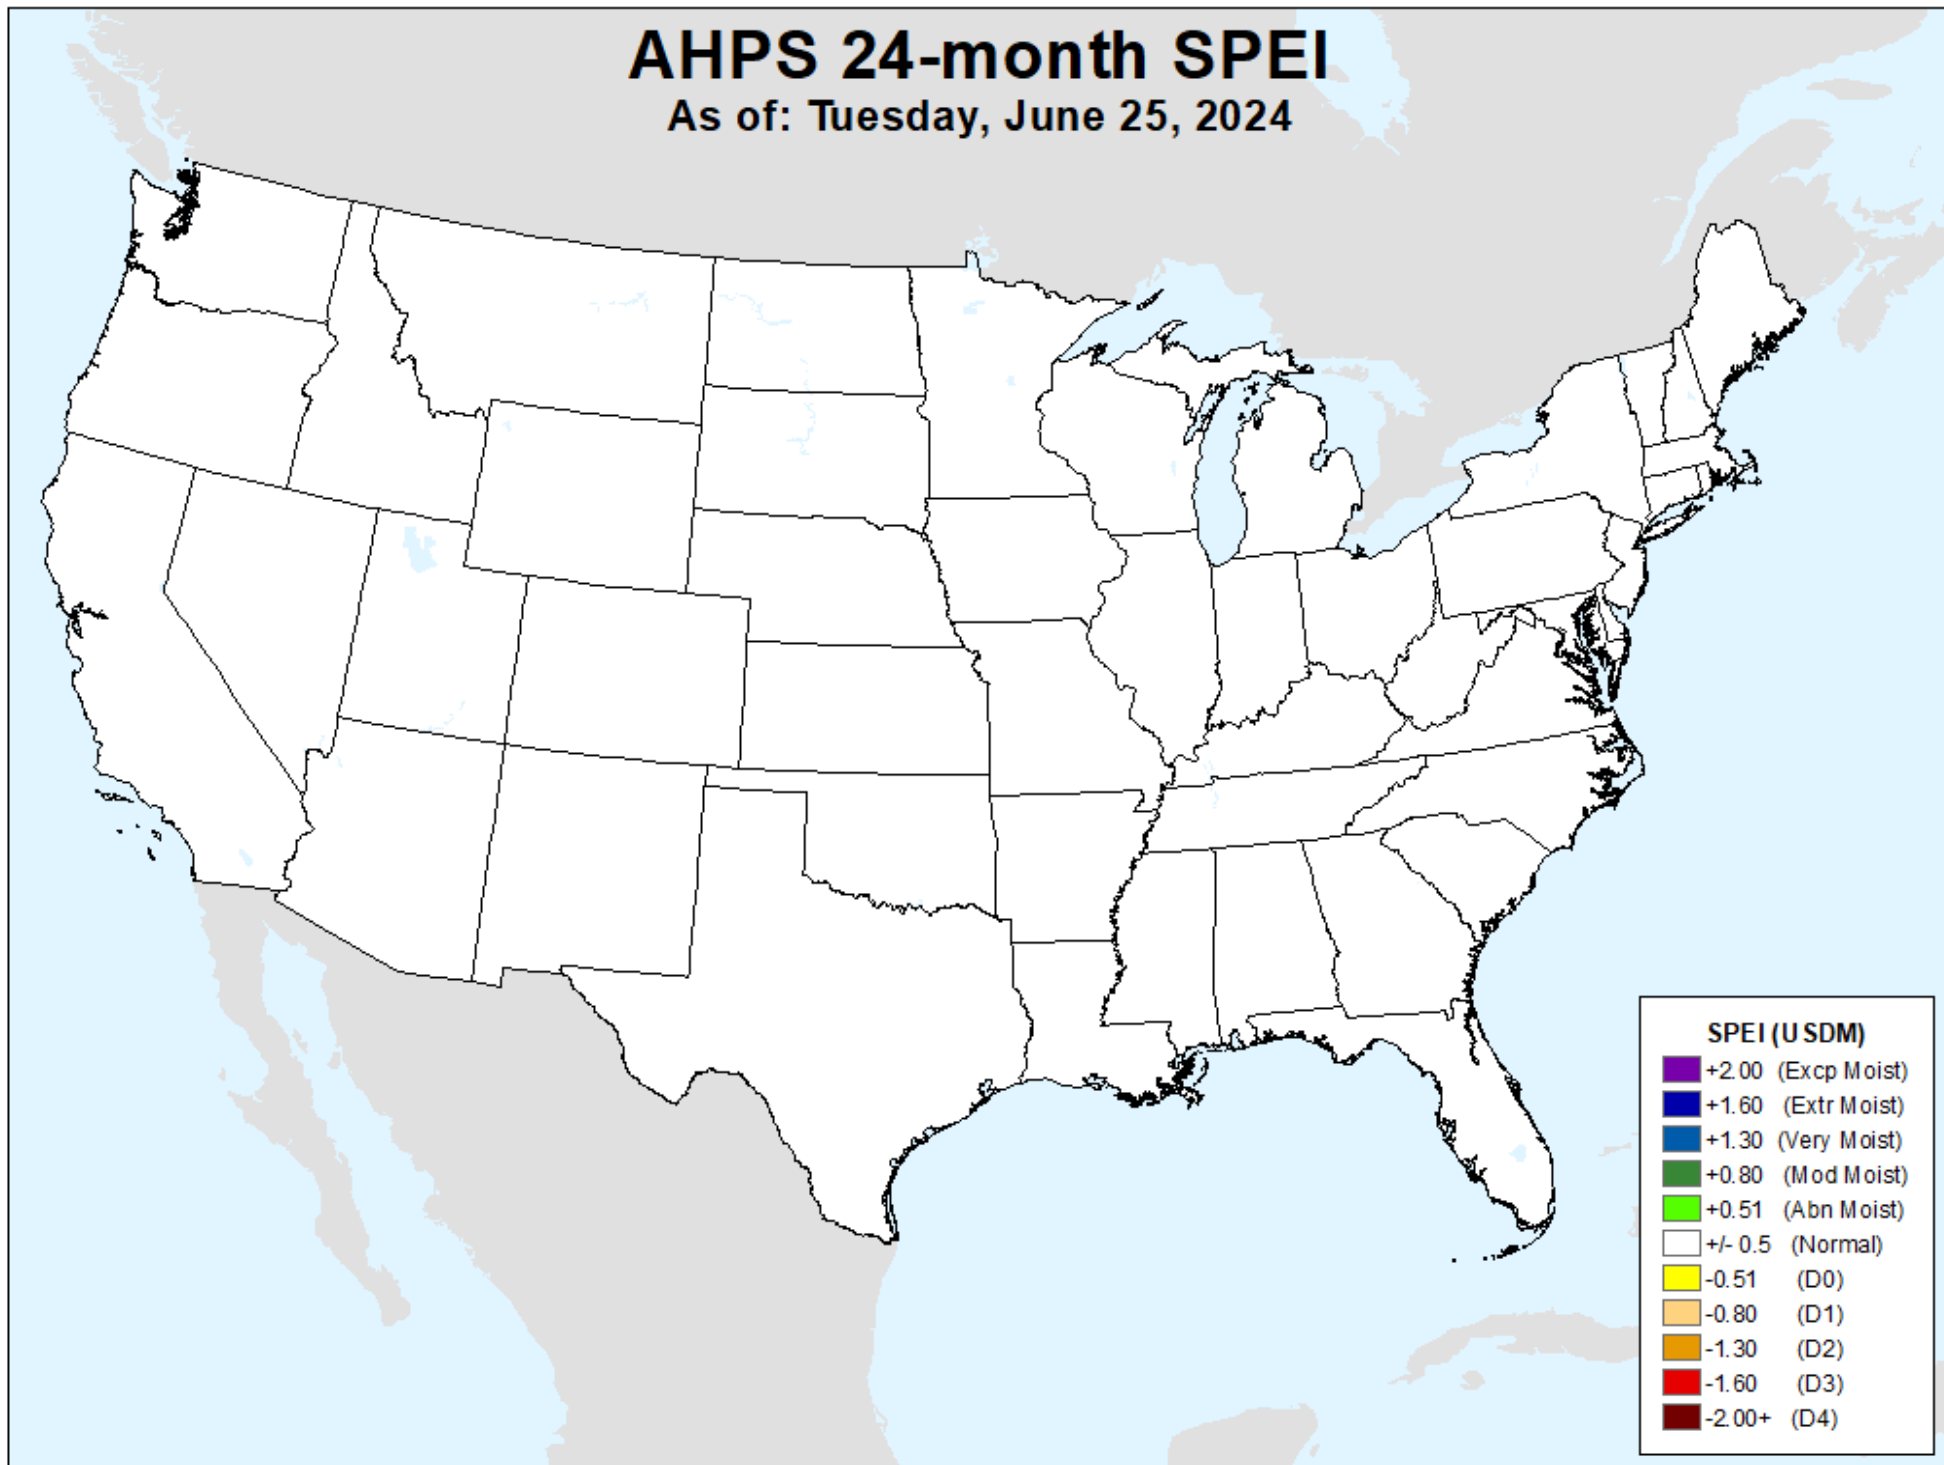 AHPS 24-month SPEI
As of: Tuesday, June 25, 2024
SPEI (USDM)
+2.00 (Excp Moist)
+1.60 (Extr Moist)
+1.30 (Very Moist)
+0.80 (Mod Moist)
+0.51 (Abn Moist)
+/- 0.5 (Normal)
-0.51 (D0)
-0.80 (D1)
-1.30 (D2)
-1.60 (D3)
-2.00+ (D4)